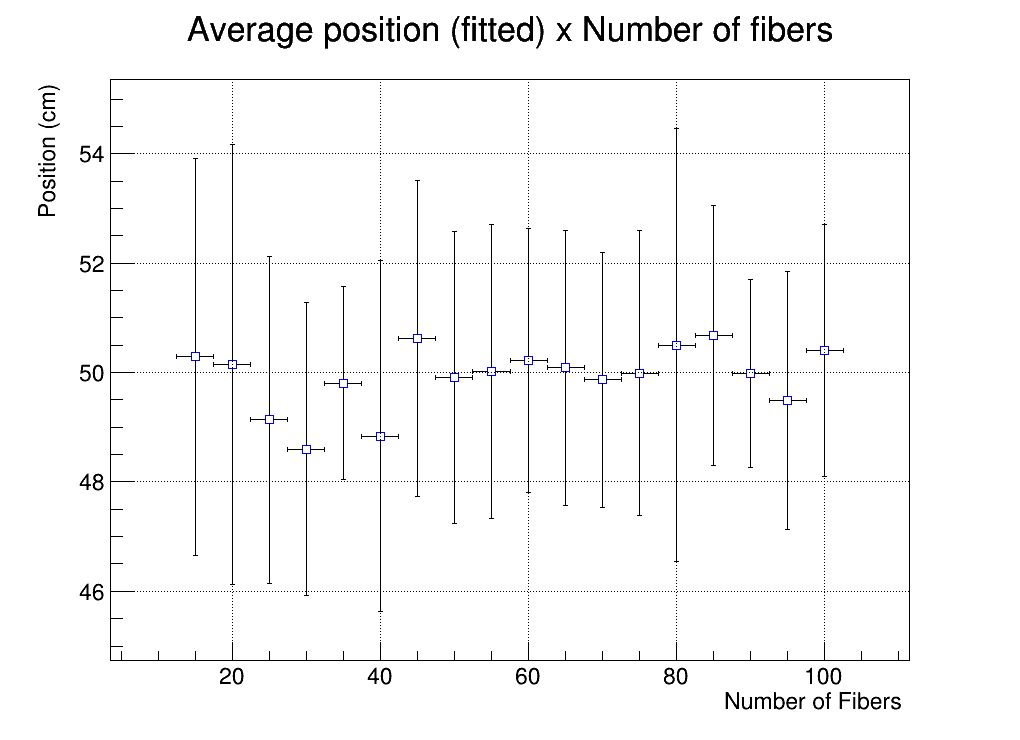 Average position (fitted) x Number of fibers
Position (cm)
54
52
50
48
46
20 40 60 80 100
Number of Fibers